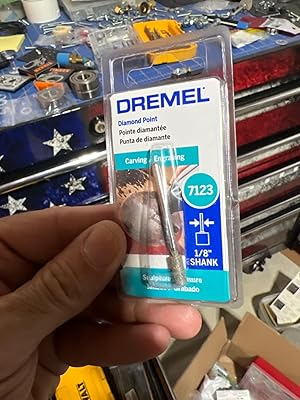 DREMEL
Diamond Point
Pointe diamantée
Punta de diamante
Carving / Engraving
7123
1/8"
SHANK